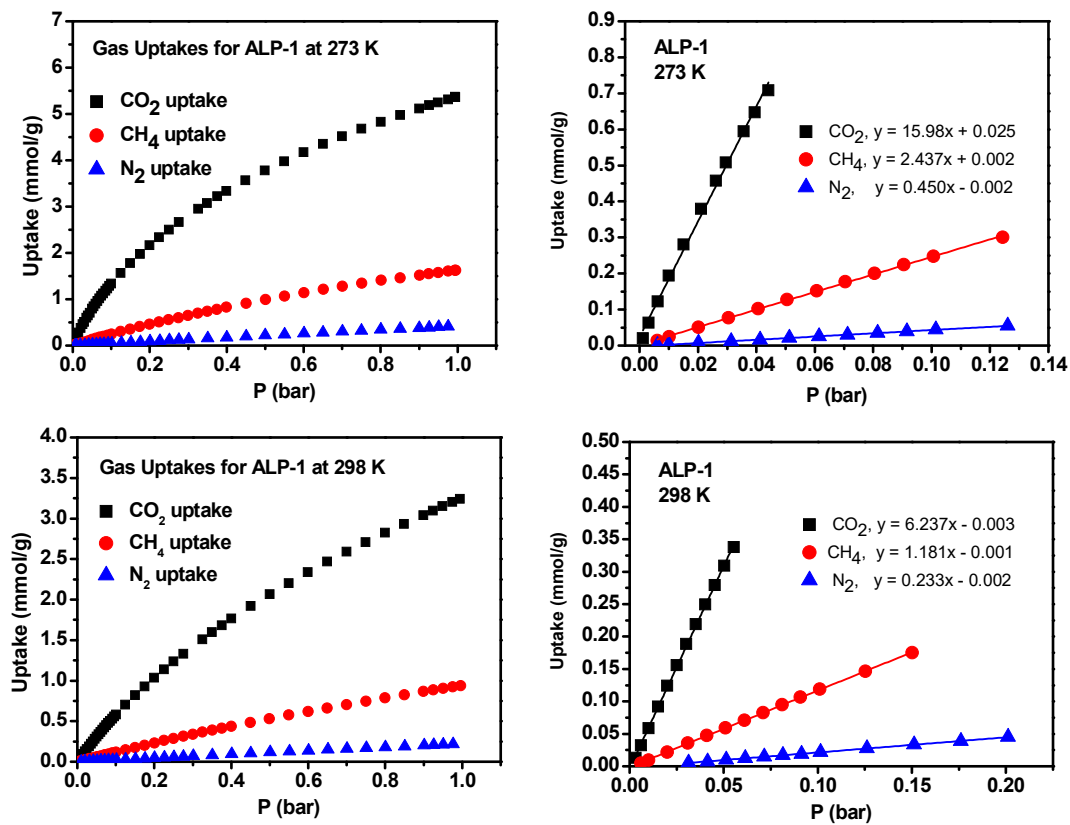 Gas Uptakes for ALP-1 at 273 K
CO2 uptake
CH4 uptake
N2 uptake
Uptake (mmol/g)
7
6
5
4
3
2
1
0
0.0 0.2 0.4 0.6 0.8 1.0
P (bar)
ALP-1
273 K
CO2, y = 15.98x + 0.025
CH4, y = 2.437x + 0.002
N2, y = 0.450x - 0.002
Uptake (mmol/g)
0.9
0.8
0.7
0.6
0.5
0.4
0.3
0.2
0.1
0.0
0.00 0.02 0.04 0.06 0.08 0.10 0.12 0.14
P (bar)
Gas Uptakes for ALP-1 at 298 K
CO2 uptake
CH4 uptake
N2 uptake
Uptake (mmol/g)
4.0
3.5
3.0
2.5
2.0
1.5
1.0
0.5
0.0
0.0 0.2 0.4 0.6 0.8 1.0
P (bar)
ALP-1
298 K
CO2, y = 6.237x - 0.003
CH4, y = 1.181x - 0.001
N2, y = 0.233x - 0.002
Uptake (mmol/g)
0.50
0.45
0.40
0.35
0.30
0.25
0.20
0.15
0.10
0.05
0.00
0.00 0.05 0.10 0.15 0.20
P (bar)